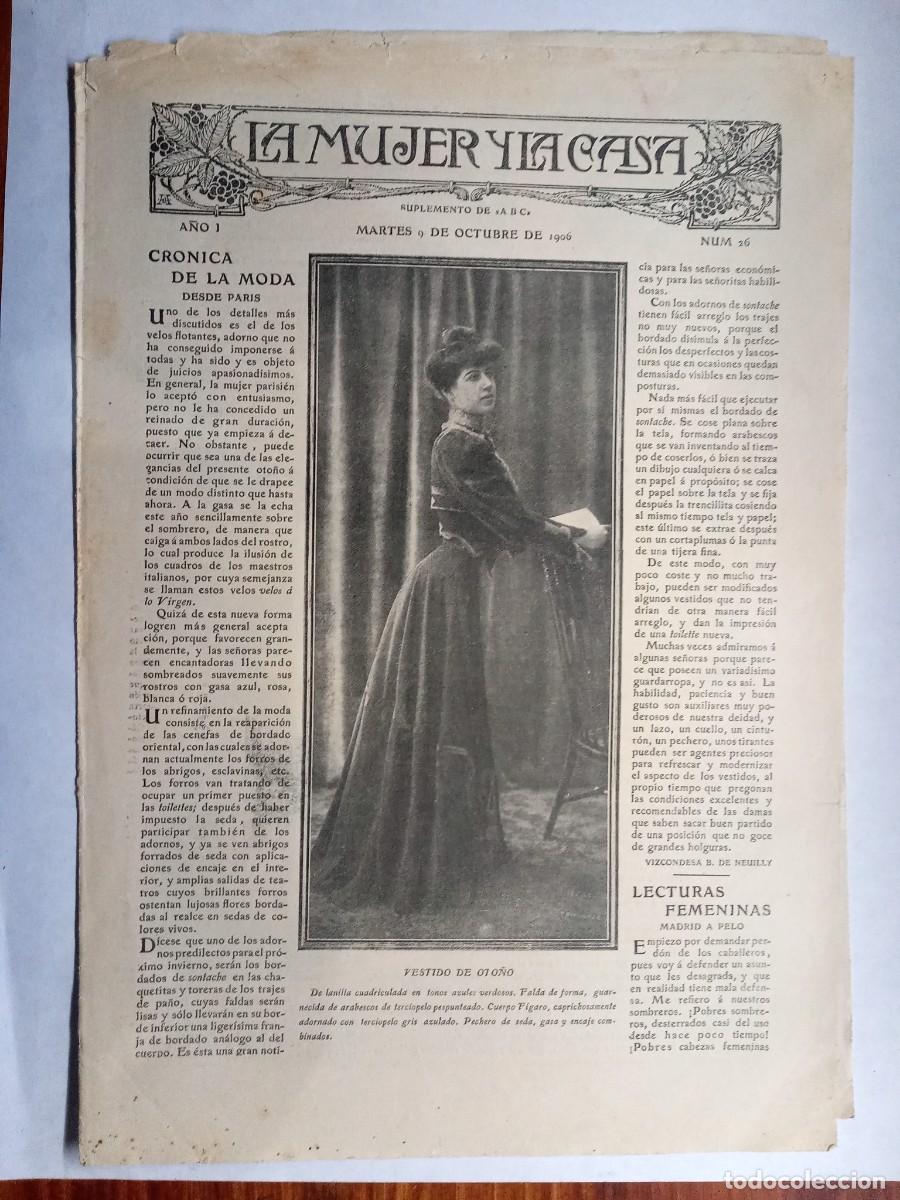 LA MUJER Y LA CASA
SUPLEMENTO DE «A B C»
AÑO I
MARTES 9 DE OCTUBRE DE 1906
NUM 26
CRONICA
DE LA MODA
DESDE PARIS
Uno de los detalles más
discutidos es el de los
velos flotantes, adorno que no
ha conseguido imponerse á
todas y ha sido y es objeto
de juicios apasionadísimos.
En general, la mujer parisién
lo aceptó con entusiasmo,
pero no le ha concedido un
reinado de gran duración,
puesto que ya empieza á de-
caer. No obstante, puede
ocurrir que sea una de las ele-
gancias del presente otoño á
condición de que se le drapee
de un modo distinto que hasta
ahora. A la gasa se la echa
este año sencillamente sobre
el sombrero, de manera que
caiga á ambos lados del rostro,
lo cual produce la ilusión de
los cuadros de los maestros
italianos, por cuya semejanza
se llaman estos velos velos á
lo Virgen.
Quizá de esta nueva forma
logren más general acepta
ción, porque favorecen gran-
demente, y las señoras pare-
cen encantadoras llevando
sombreados suavemente sus
rostros con gasa azul, rosa,
blanca ó roja.
Un refinamiento de la moda
consiste en la reaparición
de las cenefas de bordado
oriental, con las cuales se ador-
nan actualmente los forros de
los abrigos, esclavinas, etc.
Los forros van tratando de
ocupar un primer puesto en
las toilettes; después de haber
impuesto la seda, quieren
participar también de los
adornos, y ya se ven abrigos
forrados de seda con aplica-
ciones de encaje en el inte-
rior, y amplias salidas de tea-
tros cuyos brillantes forros
ostentan lujosas flores borda-
das al realce en sedas de co-
lores vivos.
Dícese que uno de los ador-
nos predilectos para el pró-
ximo invierno, serán los bor-
dados de sontache en las cha-
quetitas y toreras de los trajes
de paño, cuyas faldas serán
lisas y sólo llevarán en su bor-
de inferior una ligerísima fran-
ja de bordado análogo al del
cuerpo. Es ésta una gran noti-
VESTIDO DE OTOÑO
De lanilla cuadriculada en tonos azules verdosos. Falda de forma, guar-
necida de arabescos de terciopelo pespunteado. Cuerpo Fígaro, caprichosamente
adornado con terciopelo gris azulado. Pechero de seda, gasa y encaje com-
binados.
cia para las señoras económi-
cas y para las señoritas habili-
dosas.
Con los adornos de sontache
tienen fácil arreglo los trajes
no muy nuevos, porque el
bordado disimula á la perfec-
ción los desperfectos y las cos-
turas que en ocasiones quedan
demasiado visibles en las com-
posturas.
Nada más fácil que ejecutar
por sí mismas el bordado de
sontache. Se cose plana sobre
la tela, formando arabescos
que se van inventando al tiem-
po de coserlos, ó bien se traza
un dibujo cualquiera ó se calca
en papel á propósito; se cose
el papel sobre la tela y se fija
después la trencillita cosiendo
al mismo tiempo tela y papel;
este último se extrae después
con un cortaplumas ó la punta
de una tijera fina.
De este modo, con muy
poco coste y no mucho tra-
bajo, pueden ser modificados
algunos vestidos que no ten-
drían de otra manera fácil
arreglo, y dan la impresión
de una toilette nueva.
Muchas veces admiramos á
algunas señoras porque pare-
ce que poseen un variadísimo
guardarropa, y no es así. La
habilidad, paciencia y buen
gusto son auxiliares muy po-
derosos de nuestra deidad, y
un lazo, un cuello, un cintu-
rón, un pechero, unos tirantes
pueden ser agentes preciosos
para refrescar y modernizar
el aspecto de los vestidos, al
propio tiempo que pregonan
las condiciones excelentes y
recomendables de las damas
que saben sacar buen partido
de una posición que no goce
de grandes holguras.
VIZCONDESA B. DE NEUILLY
LECTURAS
FEMENINAS
MADRID A PELO
Empiezo por demandar per-
dón de los caballeros,
pues voy á defender un asun-
to que les desagrada, y que
en realidad tiene mala defen-
sa. Me refiero á nuestros
sombreros. ¡Pobres sombre-
ros, desterrados casi del uso
desde hace poco tiempo!
¡Pobres cabezas femeninas
todocoleccion